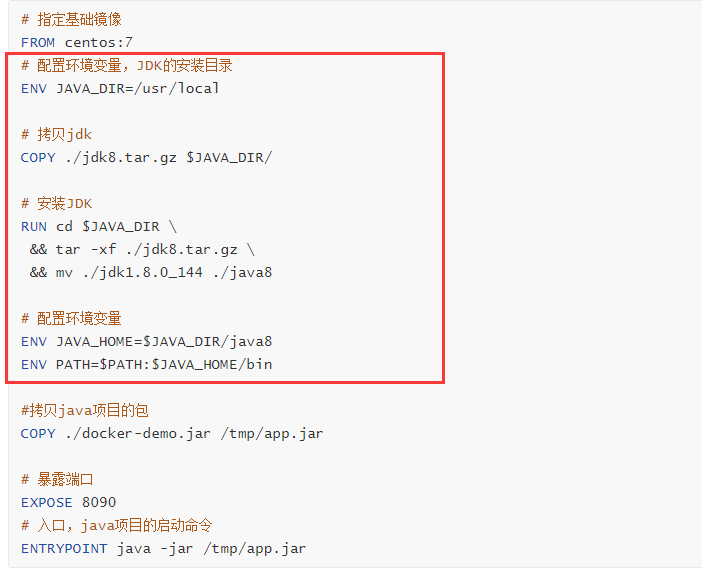 # 指定基础镜像
FROM centos:7
# 配置环境变量，JDK的安装目录
ENV JAVA_DIR=/usr/local
# 拷贝jdk
COPY ./jdk8.tar.gz $JAVA_DIR/
# 安装JDK
RUN cd $JAVA_DIR \
 && tar -xf ./jdk8.tar.gz \
 && mv ./jdk1.8.0_144 ./java8
# 配置环境变量
ENV JAVA_HOME=$JAVA_DIR/java8
ENV PATH=$PATH:$JAVA_HOME/bin
#拷贝java项目的包
COPY ./docker-demo.jar /tmp/app.jar
# 暴露端口
EXPOSE 8090
# 入口，java项目的启动命令
ENTRYPOINT java -jar /tmp/app.jar